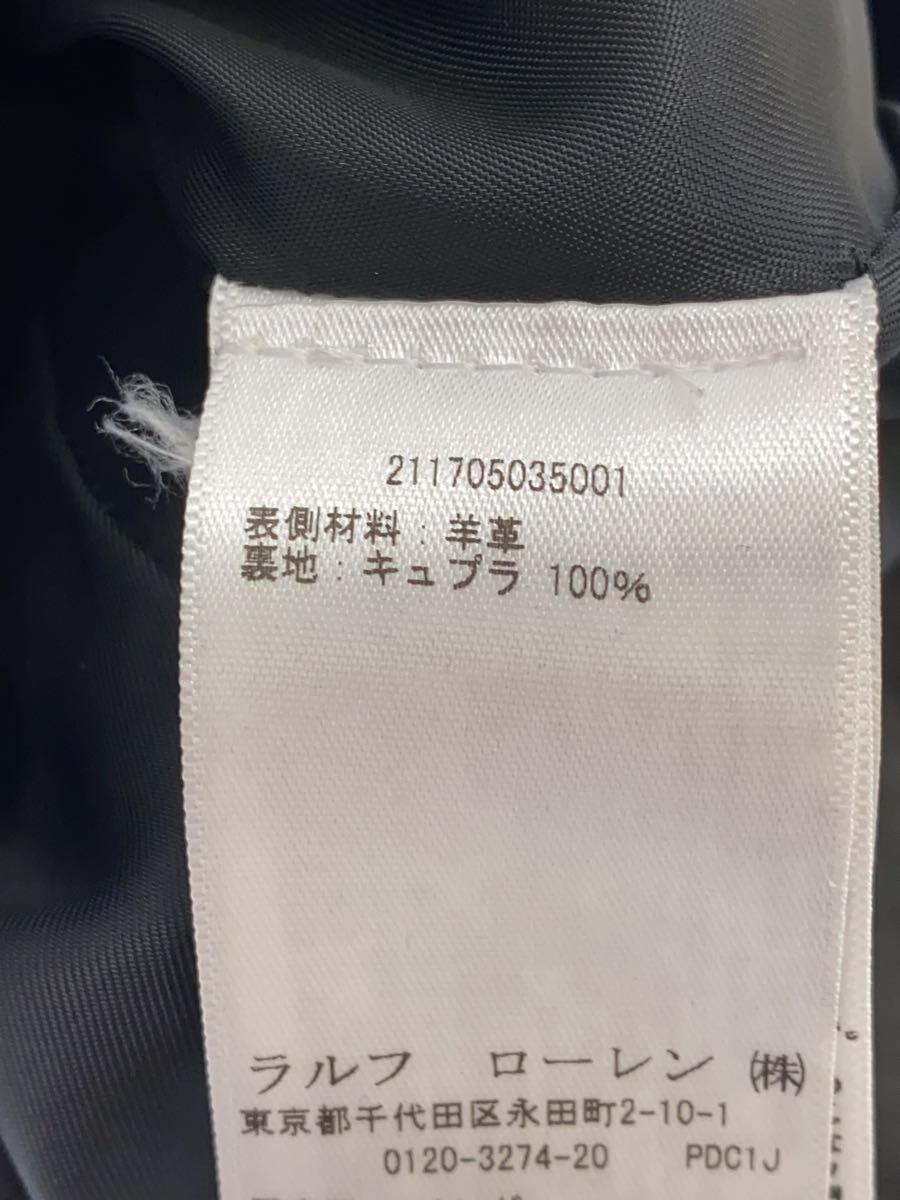 211705035001
表側材料：羊革
裏地：キュプラ 100%
ラルフ ローレン ㈱
東京都千代田区永田町2-10-1
0120-3274-20 PDC1J